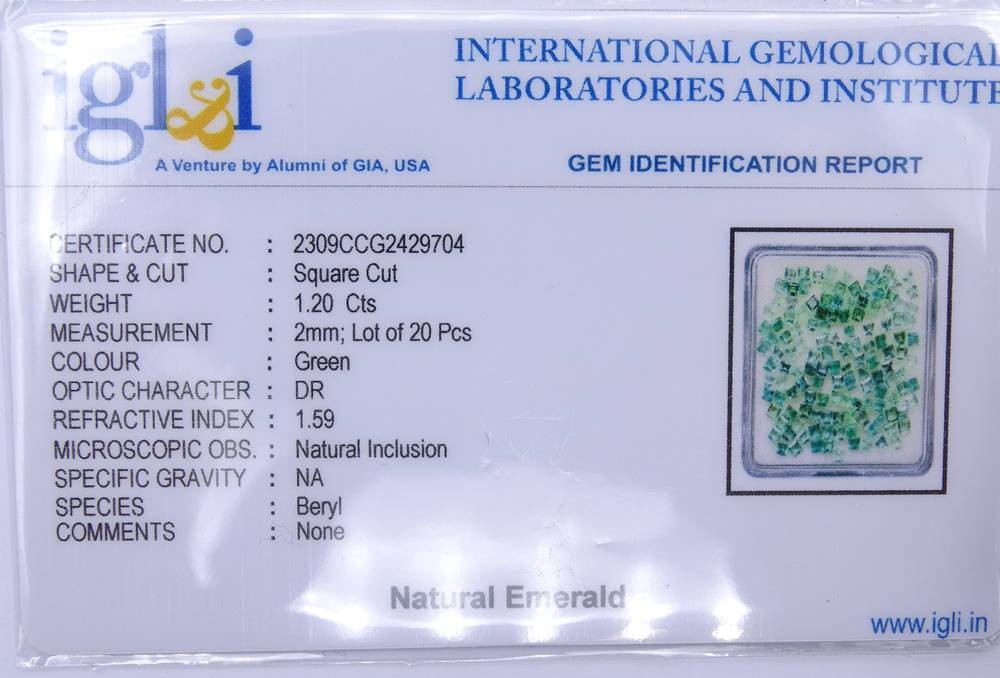 igl&i
INTERNATIONAL GEMOLOGICAL
LABORATORIES AND INSTITUTE
A Venture by Alumni of GIA, USA
GEM IDENTIFICATION REPORT
CERTIFICATE NO. : 2309CCG2429704
SHAPE & CUT : Square Cut
WEIGHT : 1.20 Cts
MEASUREMENT : 2mm; Lot of 20 Pcs
COLOUR : Green
OPTIC CHARACTER : DR
REFRACTIVE INDEX : 1.59
MICROSCOPIC OBS. : Natural Inclusion
SPECIFIC GRAVITY : NA
SPECIES : Beryl
COMMENTS : None
Natural Emerald
www.igli.in